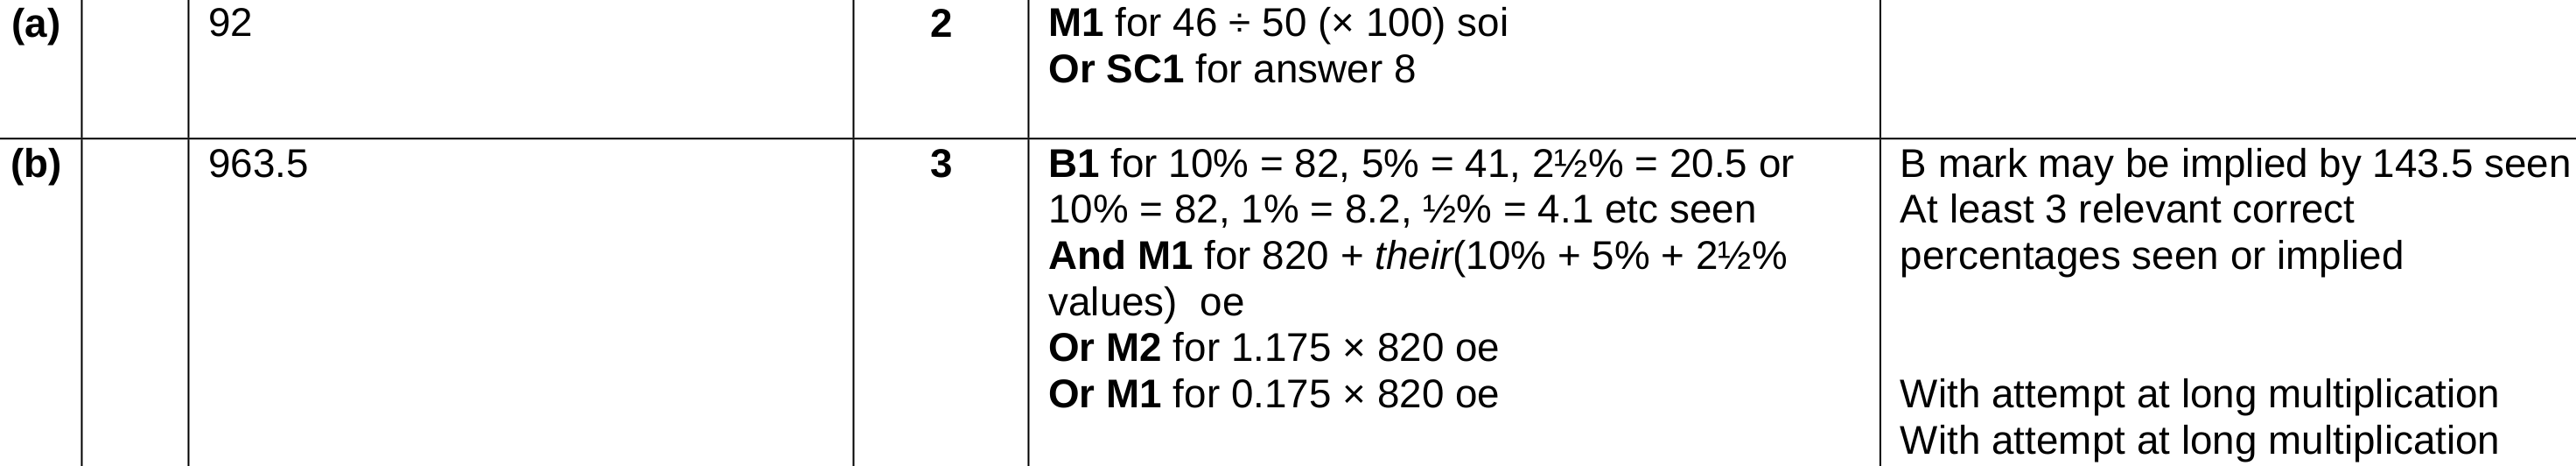 (a) 92 2 M1 for 46 ÷ 50 (× 100) soi
Or SC1 for answer 8
(b) 963.5 3 B1 for 10% = 82, 5% = 41, 2½% = 20.5 or B mark may be implied by 143.5 seen
10% = 82, 1% = 8.2, ½% = 4.1 etc seen At least 3 relevant correct
And M1 for 820 + their(10% + 5% + 2½% percentages seen or implied
values) oe
Or M2 for 1.175 × 820 oe
Or M1 for 0.175 × 820 oe With attempt at long multiplication
With attempt at long multiplication